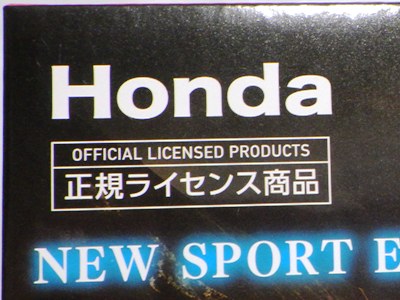 Honda
OFFICIAL LICENSED PRODUCTS
正規ライセンス商品
NEW SPORT E